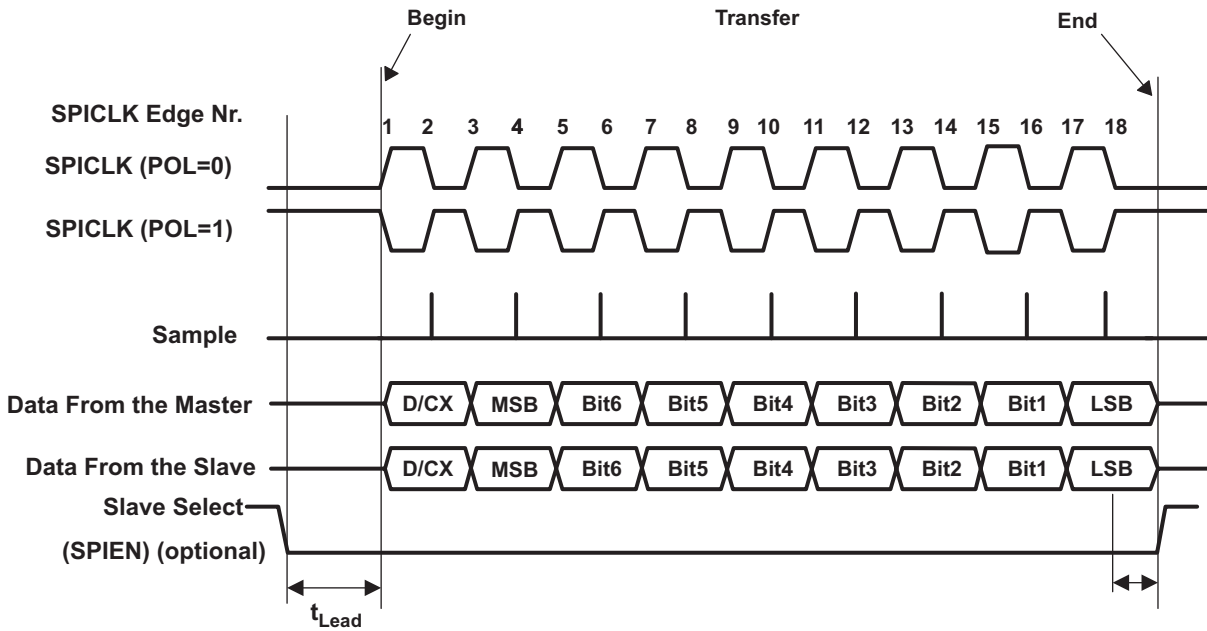 Begin Transfer End
SPICLK Edge Nr.
1 2 3 4 5 6 7 8 9 10 11 12 13 14 15 16 17 18
SPICLK (POL=0)
SPICLK (POL=1)
Sample
Data From the Master D/CX MSB Bit6 Bit5 Bit4 Bit3 Bit2 Bit1 LSB
Data From the Slave D/CX MSB Bit6 Bit5 Bit4 Bit3 Bit2 Bit1 LSB
Slave Select
(SPIEN) (optional)
tLead